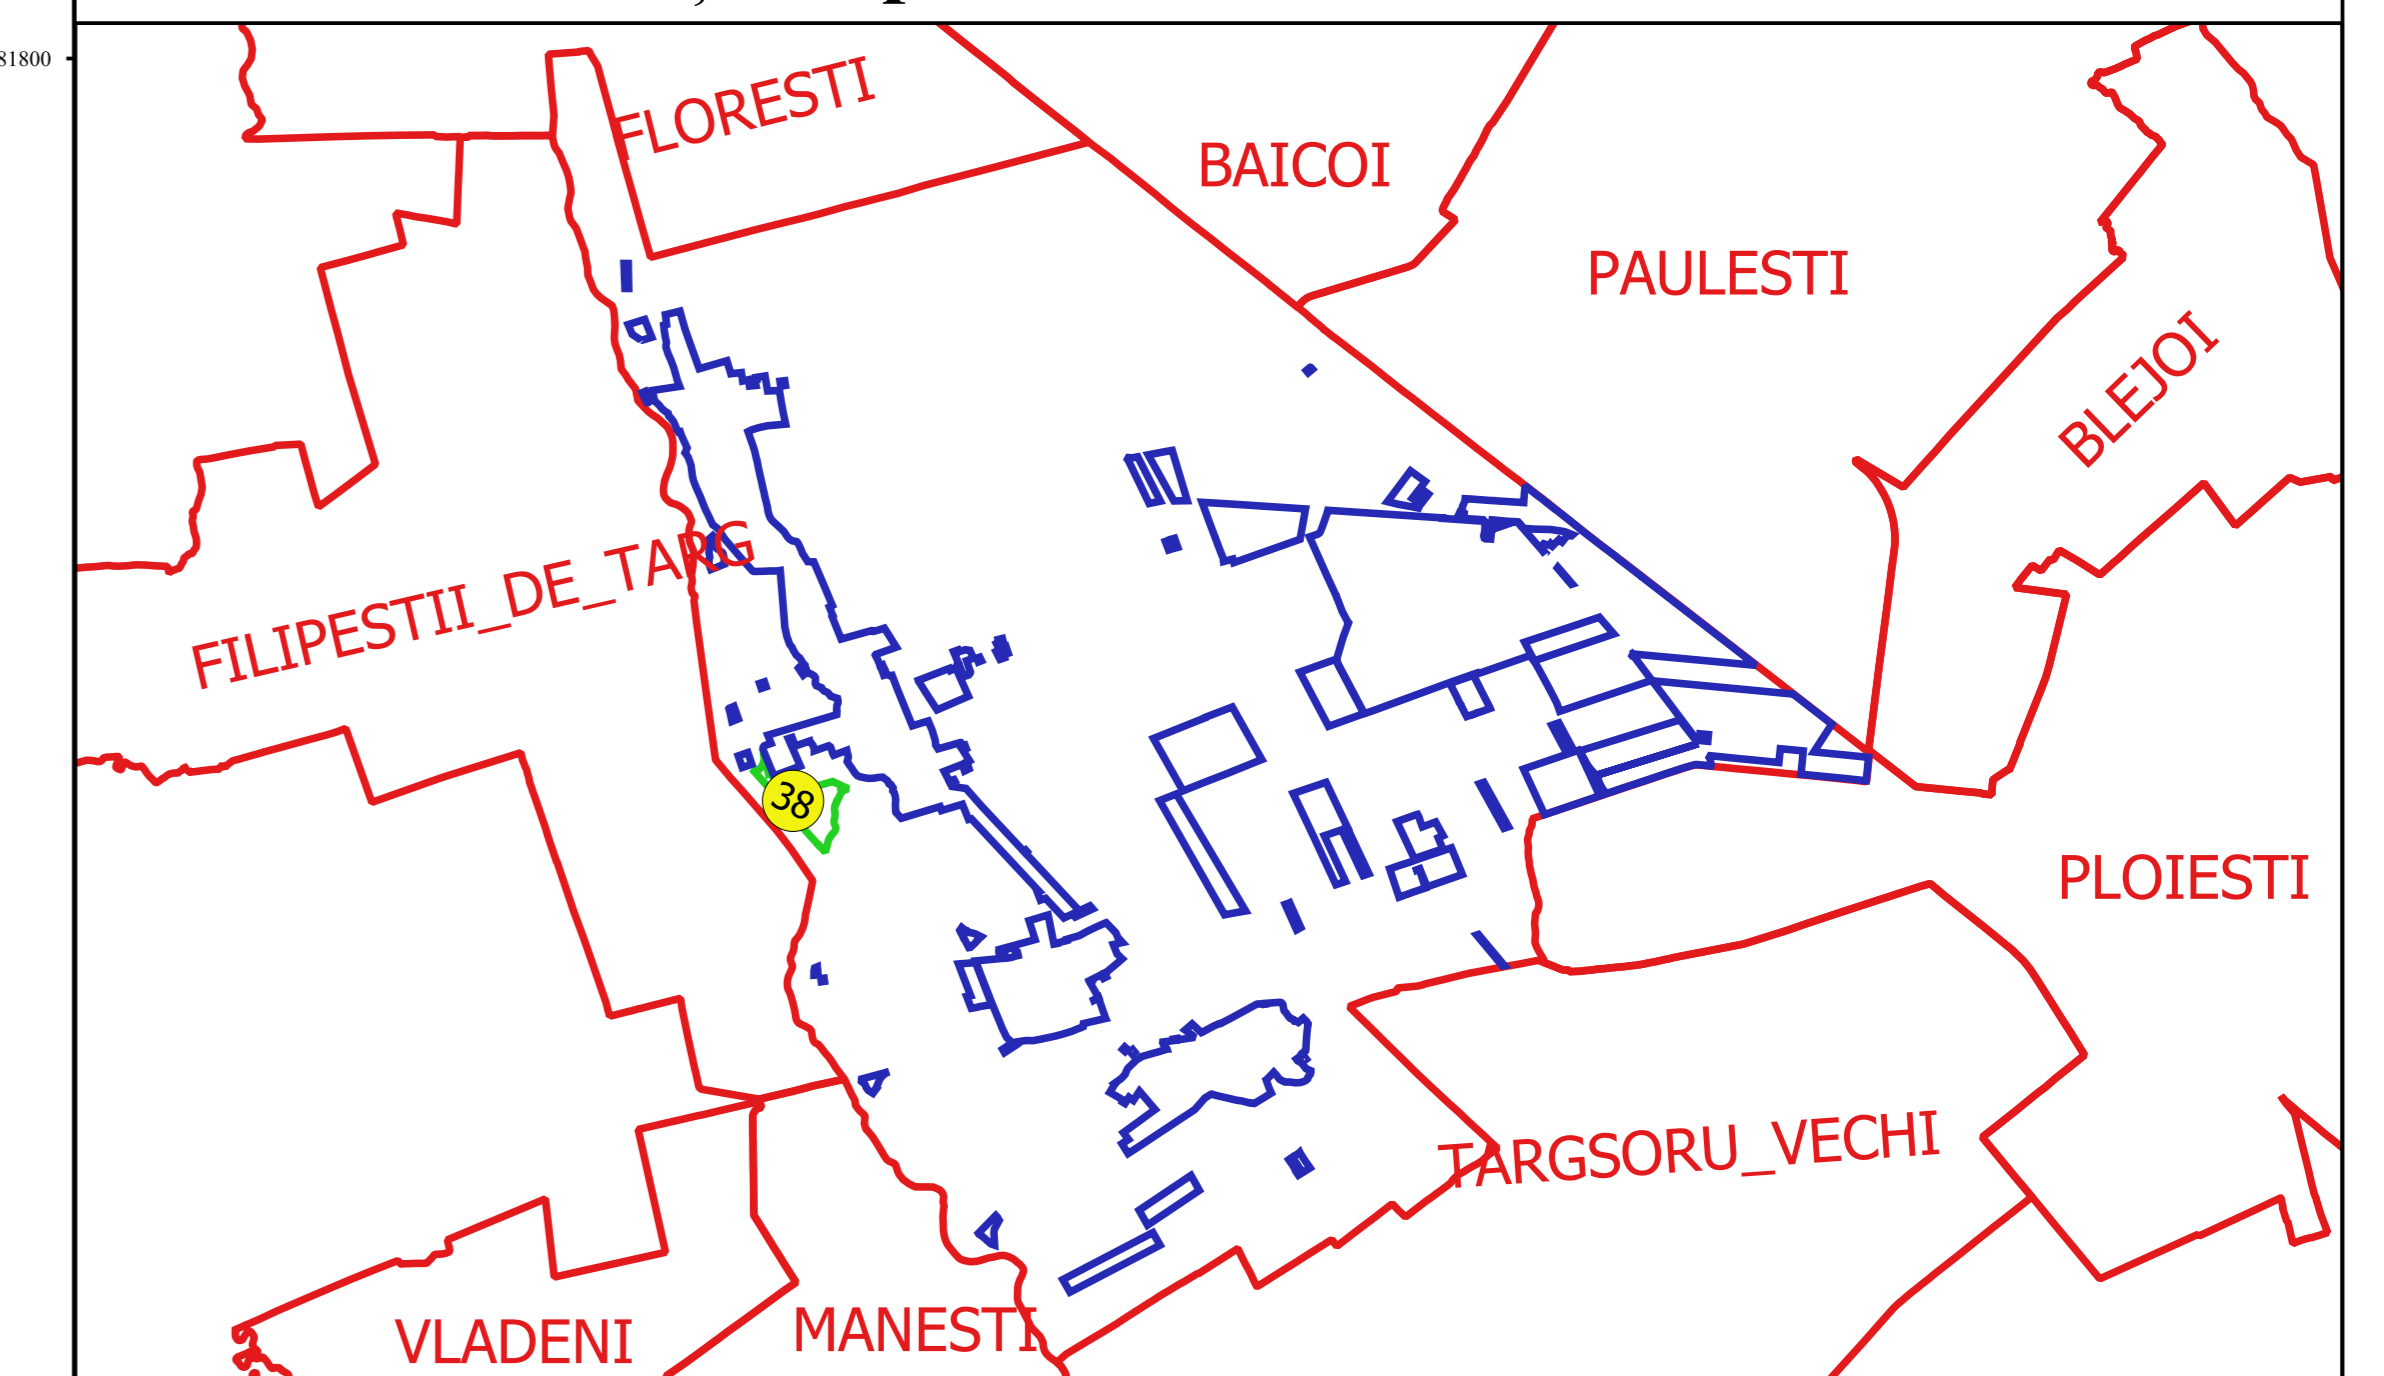 81800
FLORESTI
BAICOI
PAULESTI
BLEJOI
FILIPESTII_DE_TARG
38
PLOIESTI
TARGSORU_VECHI
MANESTI
VLADENI